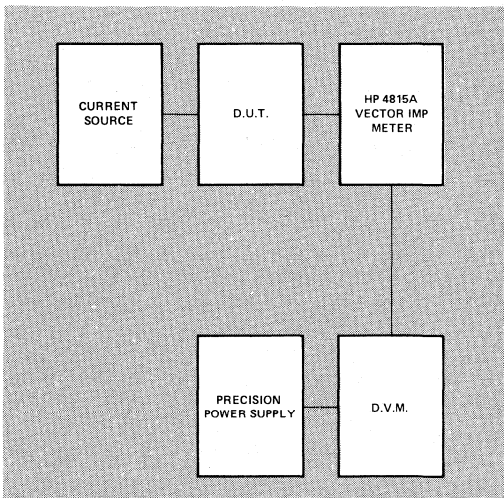 CURRENT
SOURCE
D.U.T.
HP 4815A
VECTOR IMP
METER
PRECISION
POWER SUPPLY
D.V.M.